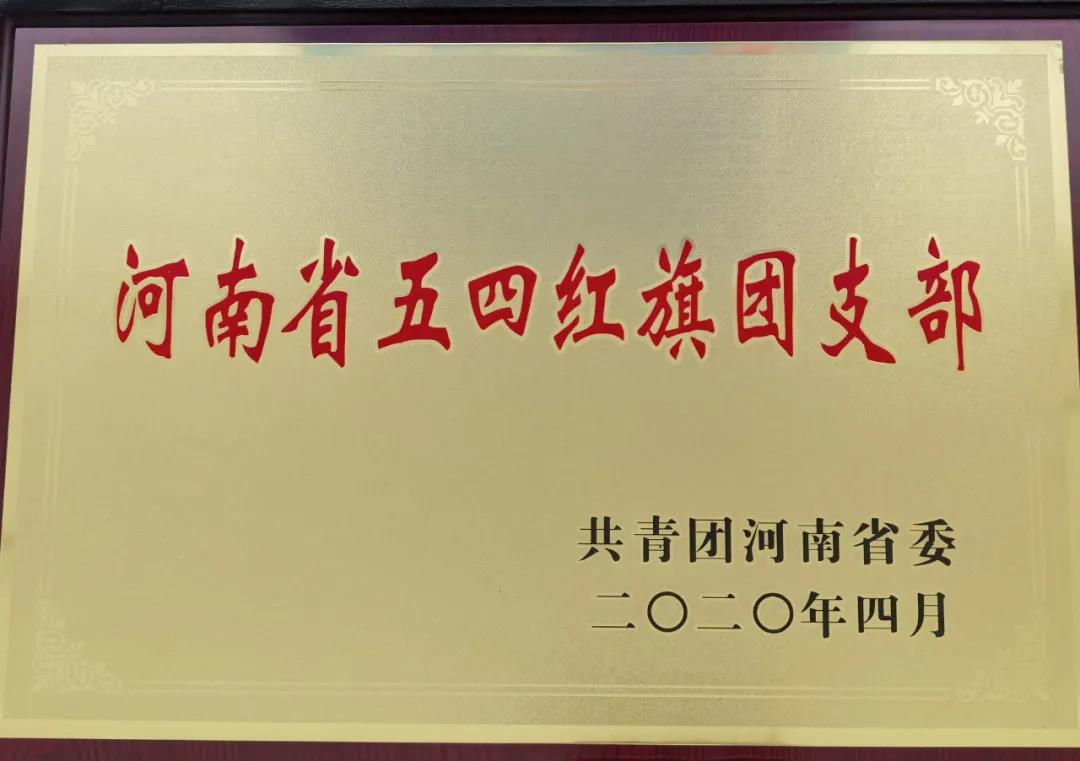 河南省五四红旗团支部
共青团河南省委
二〇二〇年四月